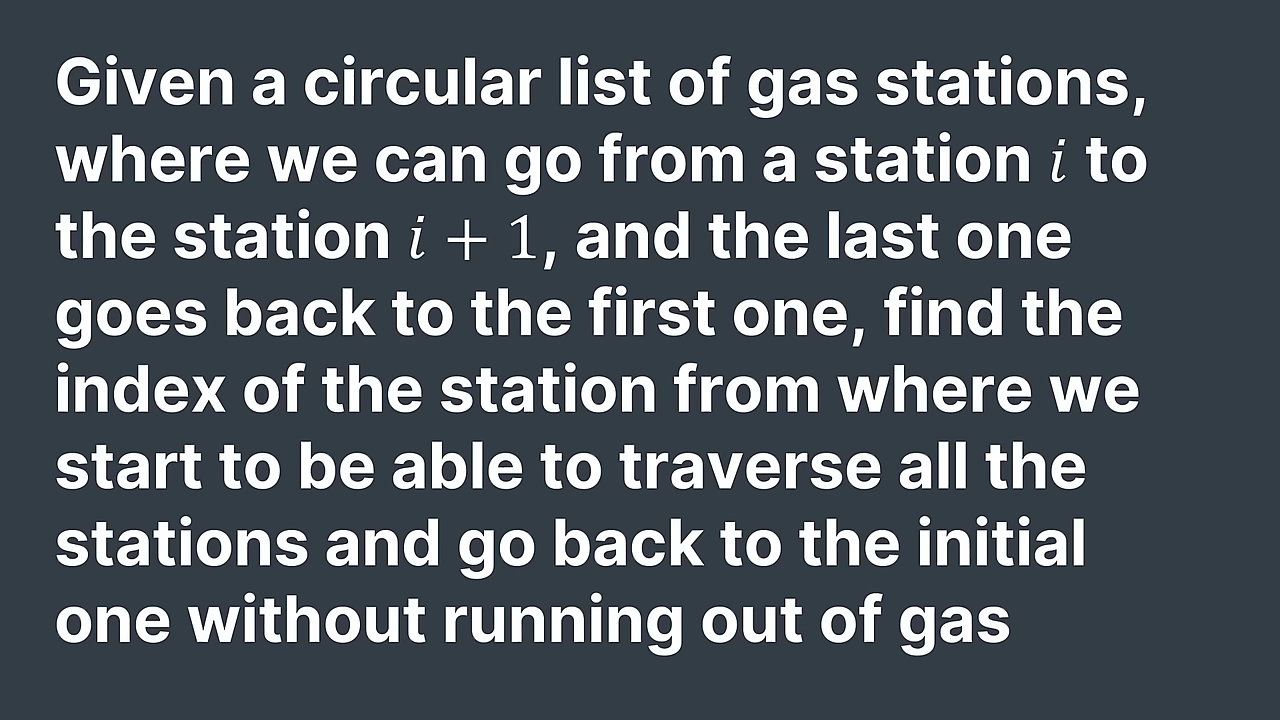 Given a circular list of gas stations,
where we can go from a station i to
the station i + 1, and the last one
goes back to the first one, find the
index of the station from where we
start to be able to traverse all the
stations and go back to the initial
one without running out of gas